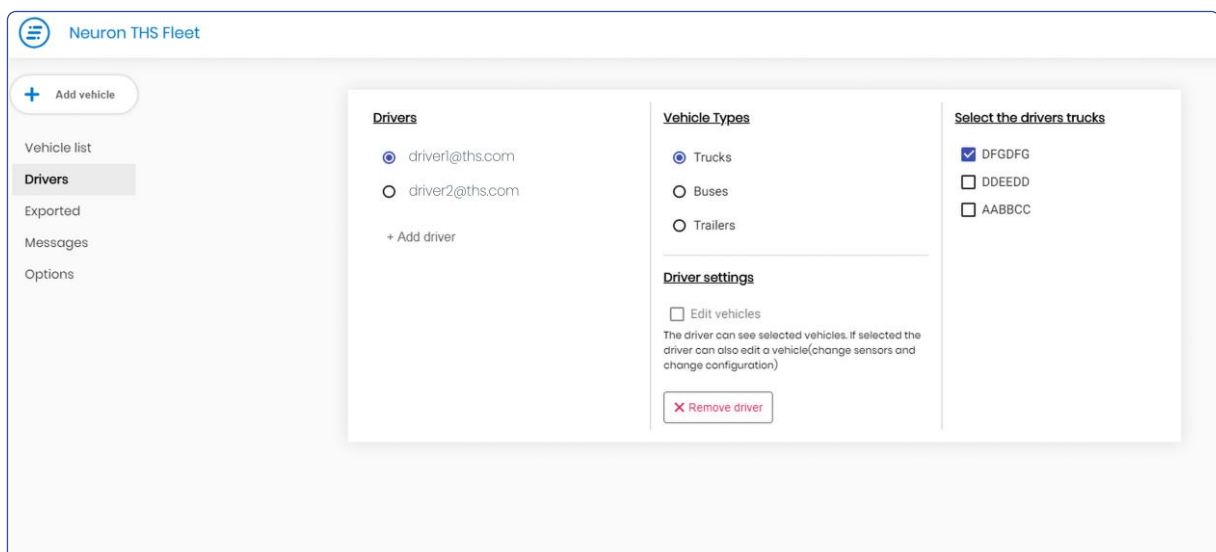 Neuron THS Fleet
Add vehicle
Vehicle list
Drivers
Exported
Messages
Options
Drivers
driver1@ths.com
driver2@ths.com
+ Add driver
Vehicle Types
Trucks
Buses
Trailers
Driver settings
Edit vehicles
The driver can see selected vehicles. If selected the
driver can also edit a vehicle(change sensors and
change configuration)
Remove driver
Select the drivers trucks
DFGDFG
DDEEDD
AABBCC